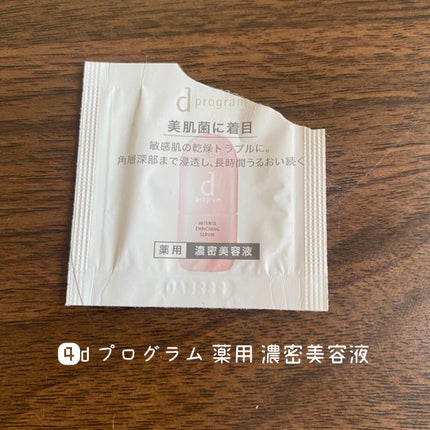 d program
美肌菌に着目
敏感肌の乾燥トラブルに。
角層深部まで浸透し、長時間うるおい続く
d
program
INTENSE
ENRICHING
SERUM
薬用 濃密美容液
4 d プログラム 薬用 濃密美容液